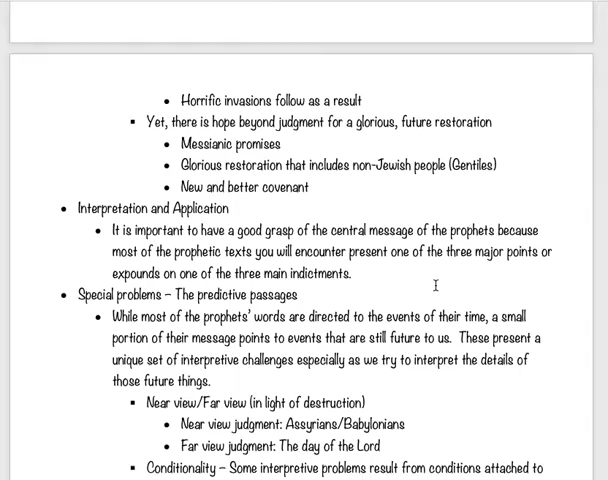 • Horrific invasions follow as a result
▪ Yet, there is hope beyond judgment for a glorious, future restoration
• Messianic promises
• Glorious restoration that includes non-Jewish people (Gentiles)
• New and better covenant
• Interpretation and Application
• It is important to have a good grasp of the central message of the prophets because
most of the prophetic texts you will encounter present one of the three major points or
expounds on one of the three main indictments.
• Special problems – The predictive passages
• While most of the prophets' words are directed to the events of their time, a small
portion of their message points to events that are still future to us. These present a
unique set of interpretive challenges especially as we try to interpret the details of
those future things.
▪ Near view/Far view (in light of destruction)
• Near view judgment: Assyrians/Babylonians
• Far view judgment: The day of the Lord
▪ Conditionality – Some interpretive problems result from conditions attached to